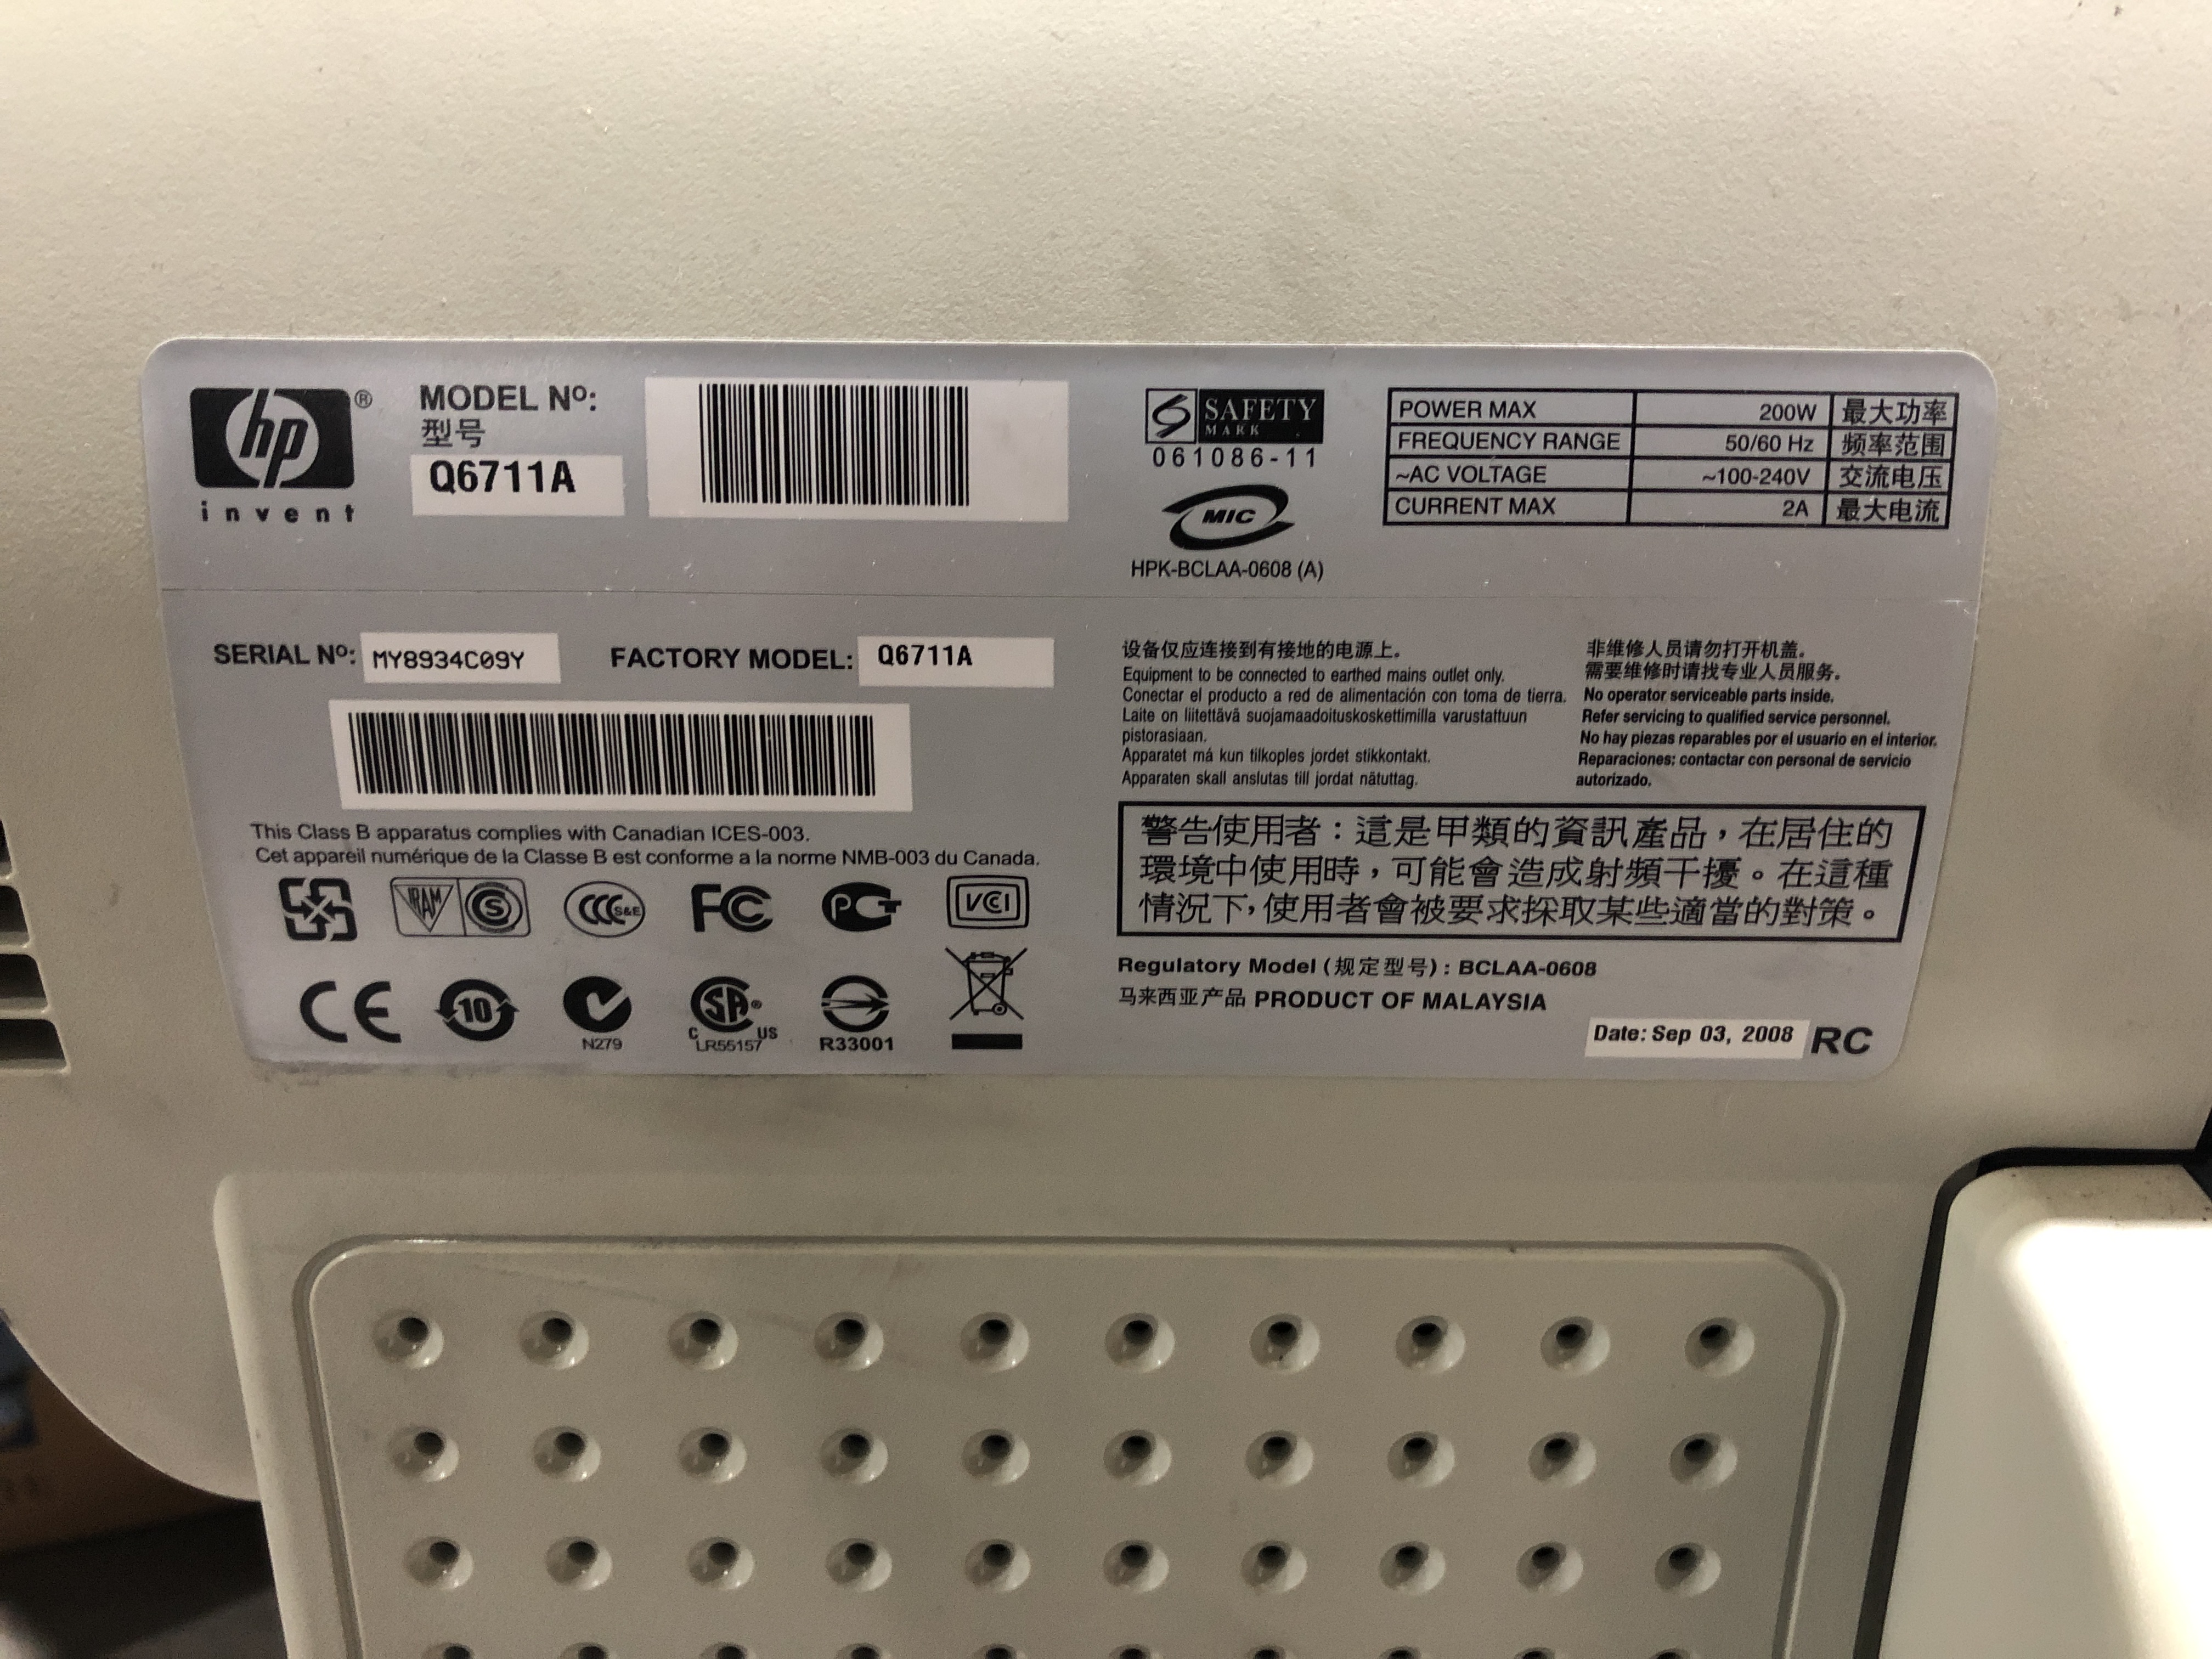 hp®
invent
MODEL Nº:
型号
Q6711A
SAFETY
MARK
061086-11
MIC
HPK-BCLAA-0608 (A)
POWER MAX 200W 最大功率
FREQUENCY RANGE 50/60 Hz 频率范围
~AC VOLTAGE ~100-240V 交流电压
CURRENT MAX 2A 最大电流
SERIAL Nº: MY8934C09Y FACTORY MODEL: Q6711A
This Class B apparatus complies with Canadian ICES-003.
Cet appareil numérique de la Classe B est conforme a la norme NMB-003 du Canada.
IRAM S CCC S&E FC PCT VCI
CE 10 N279 SA® C US LR55157 R33001
设备仅应连接到有接地的电源上。
Equipment to be connected to earthed mains outlet only.
Conectar el producto a red de alimentación con toma de tierra.
Laite on liitettävä suojamaadoituskoskettimilla varustattuun
pistorasiaan.
Apparatet má kun tilkoples jordet stikkontakt.
Apparaten skall anslutas till jordat nätuttag.
非维修人员请勿打开机盖。
需要维修时请找专业人员服务。
No operator serviceable parts inside.
Refer servicing to qualified service personnel.
No hay piezas reparables por el usuario en el interior.
Reparaciones: contactar con personal de servicio
autorizado.
警告使用者：這是甲類的資訊產品，在居住的
環境中使用時，可能會造成射頻干擾。在這種
情況下，使用者會被要求採取某些適當的對策。
Regulatory Model (规定型号) : BCLAA-0608
马来西亚产品 PRODUCT OF MALAYSIA
Date: Sep 03, 2008 RC